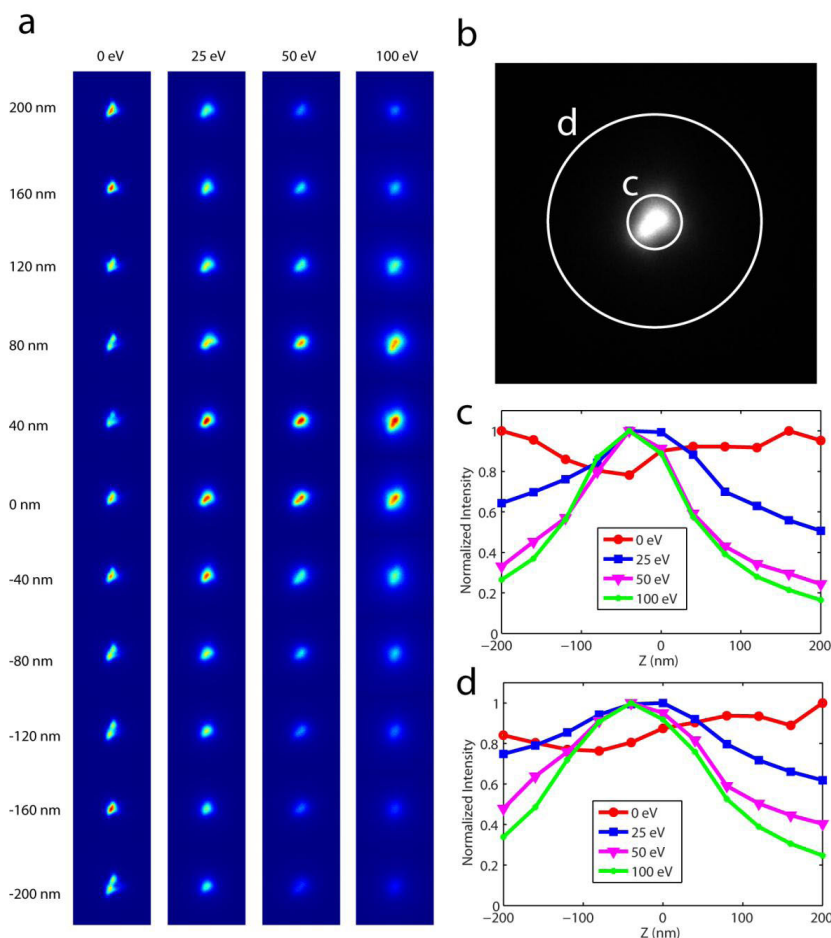 a
0 eV 25 eV 50 eV 100 eV
200 nm
160 nm
120 nm
80 nm
40 nm
0 nm
-40 nm
-80 nm
-120 nm
-160 nm
-200 nm
b
d
c
c
1
0.8
0.6
0.4
0.2
0
Normalized Intensity
0 eV
25 eV
50 eV
100 eV
−200 −100 0 100 200
Z (nm)
d
1
0.8
0.6
0.4
0.2
0
Normalized Intensity
0 eV
25 eV
50 eV
100 eV
−200 −100 0 100 200
Z (nm)